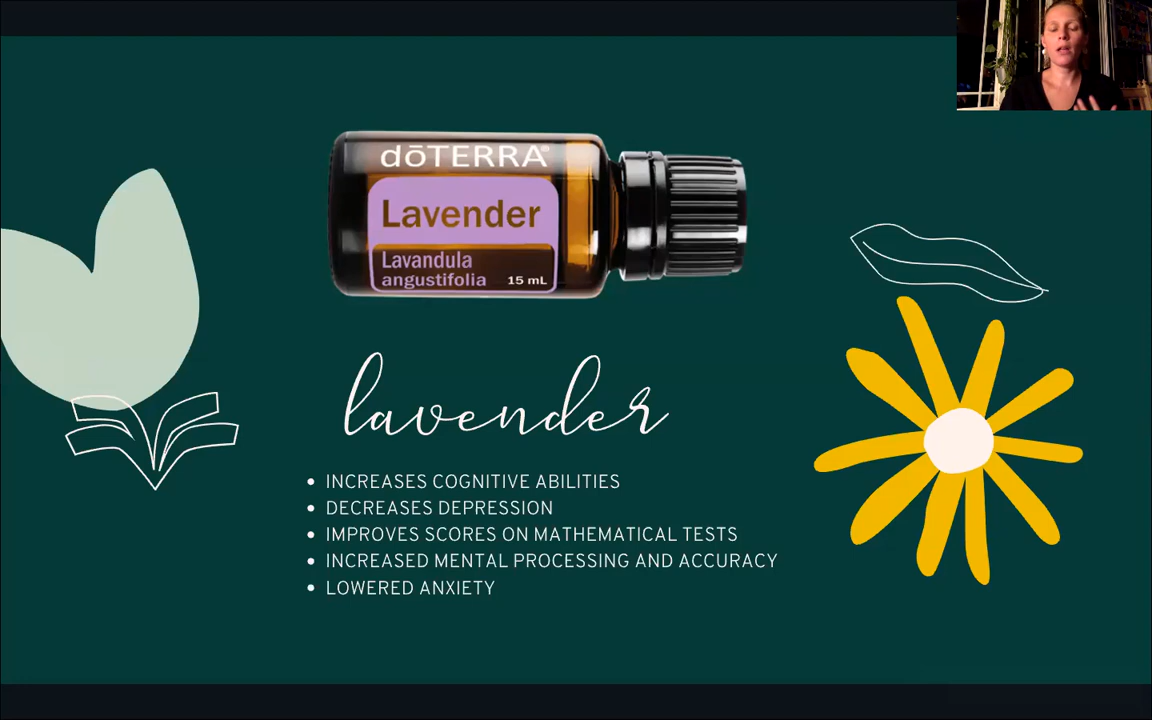 dōTERRA®
Lavender
Lavandula
angustifolia 15 mL
lavender
• INCREASES COGNITIVE ABILITIES
• DECREASES DEPRESSION
• IMPROVES SCORES ON MATHEMATICAL TESTS
• INCREASED MENTAL PROCESSING AND ACCURACY
• LOWERED ANXIETY